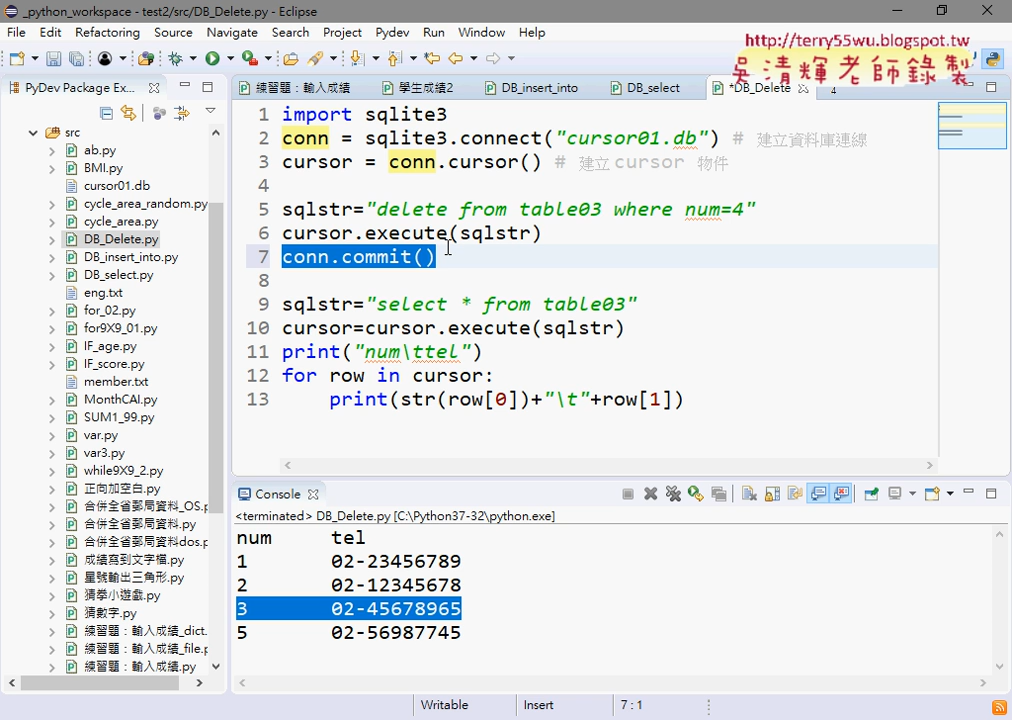 _python_workspace - test2/src/DB_Delete.py - Eclipse
File Edit Refactoring Source Navigate Search Project Pydev Run Window Help
http://terry55wu.blogspot.tw
吳清輝老師錄製
PyDev Package Ex...
練習題：輸入成績 學生成績2 DB_insert_into DB_select *DB_Delete 4
src
ab.py
BMI.py
cursor01.db
cycle_area_random.py
cycle_area.py
DB_Delete.py
DB_insert_into.py
DB_select.py
eng.txt
for_02.py
for9X9_01.py
IF_age.py
IF_score.py
member.txt
MonthCAl.py
SUM1_99.py
var.py
var3.py
while9X9_2.py
正向加空白.py
合併全省郵局資料_OS.p
合併全省郵局資料.py
合併全省郵局資料dos.p
成績寫到文字檔.py
星號輸出三角形.py
猜拳小遊戲.py
猜數字.py
練習題：輸入成績_dict.
練習題：輸入成績_file.p
練習題：輸入成績.py
1 import sqlite3
2 conn = sqlite3.connect("cursor01.db") # 建立資料庫連線
3 cursor = conn.cursor() # 建立 cursor 物件
4
5 sqlstr="delete from table03 where num=4"
6 cursor.execute(sqlstr)
7 conn.commit()
8
9 sqlstr="select * from table03"
10 cursor=cursor.execute(sqlstr)
11 print("num\ttel")
12 for row in cursor:
13 print(str(row[0])+"\t"+row[1])
Console
<terminated> DB_Delete.py [C:\Python37-32\python.exe]
num tel
1 02-23456789
2 02-12345678
3 02-45678965
5 02-56987745
Writable Insert 7 : 1